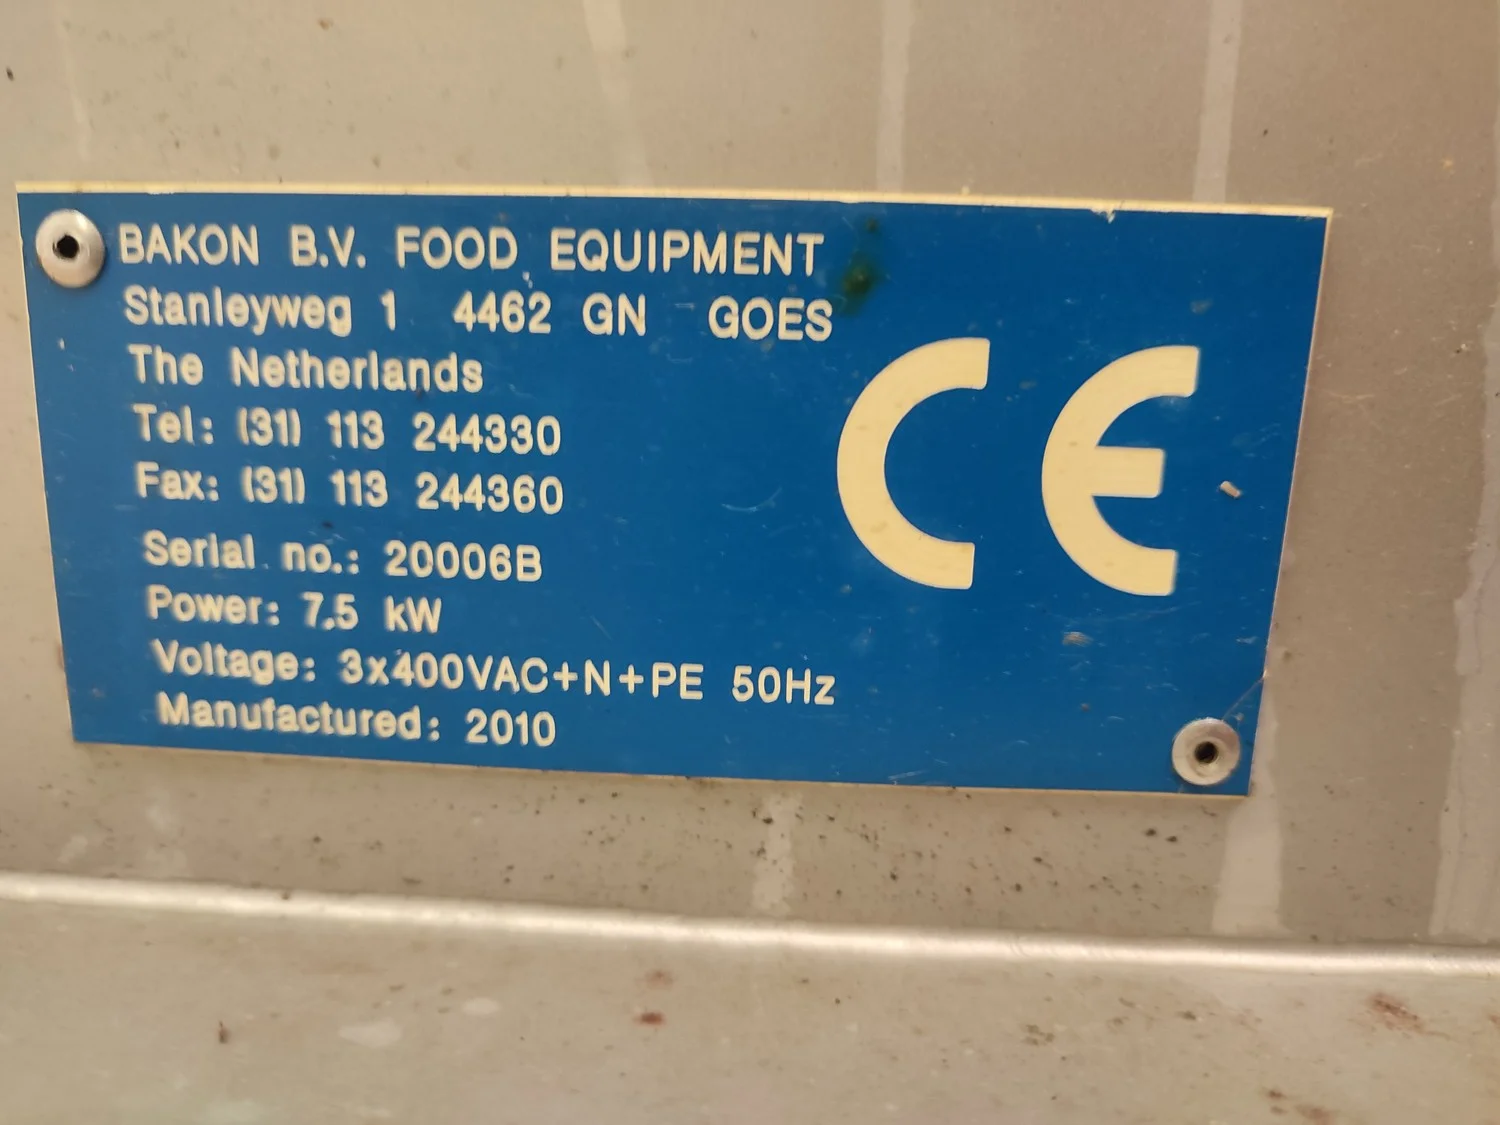 BAKON B.V. FOOD EQUIPMENT
Stanleyweg 1 4462 GN GOES
The Netherlands
Tel: (31) 113 244330
Fax: (31) 113 244360
Serial no.: 20006B
Power: 7.5 kW
Voltage: 3x400VAC+N+PE 50Hz
Manufactured: 2010
CE